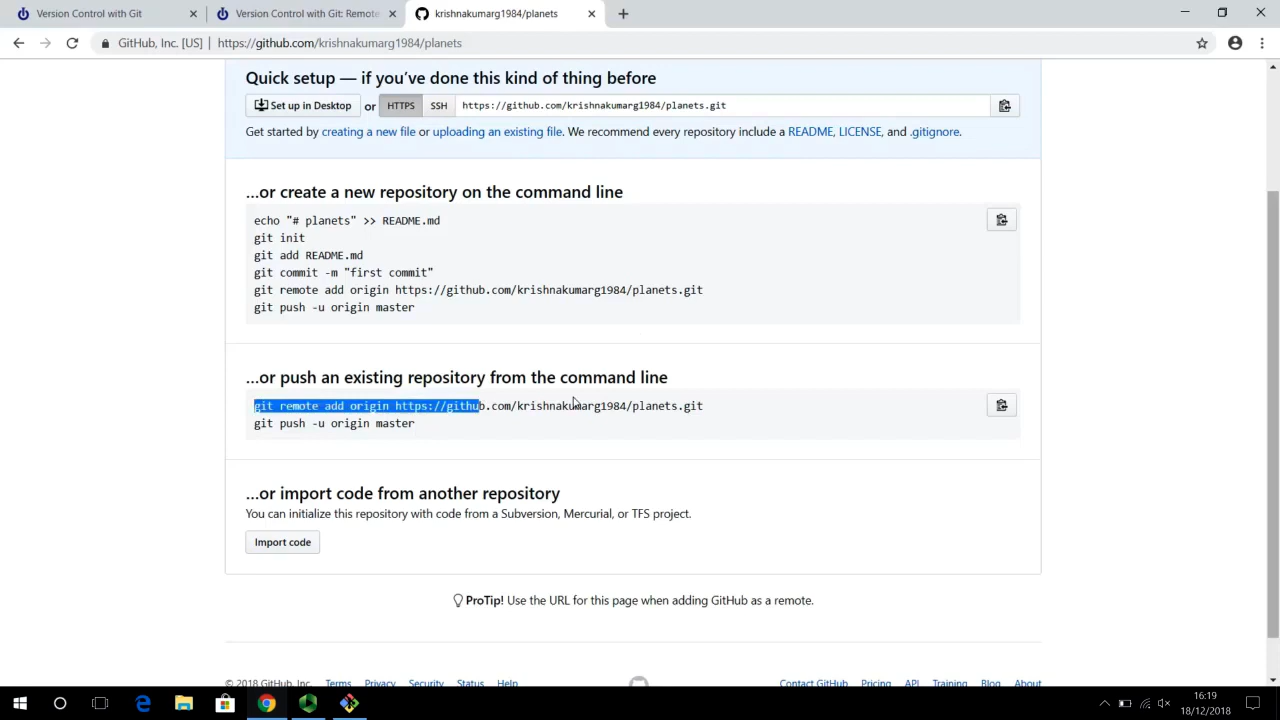 Version Control with Git
Version Control with Git: Remote
krishnakumarg1984/planets
GitHub, Inc. [US] | https://github.com/krishnakumarg1984/planets
Quick setup — if you've done this kind of thing before
Set up in Desktop or HTTPS SSH https://github.com/krishnakumarg1984/planets.git
Get started by creating a new file or uploading an existing file. We recommend every repository include a README, LICENSE, and .gitignore.
…or create a new repository on the command line
echo "# planets" >> README.md
git init
git add README.md
git commit -m "first commit"
git remote add origin https://github.com/krishnakumarg1984/planets.git
git push -u origin master
…or push an existing repository from the command line
git remote add origin https://github.com/krishnakumarg1984/planets.git
git push -u origin master
…or import code from another repository
You can initialize this repository with code from a Subversion, Mercurial, or TFS project.
Import code
ProTip! Use the URL for this page when adding GitHub as a remote.
© 2018 GitHub, Inc. Terms Privacy Security Status Help Contact GitHub Pricing API Training Blog About
16:19
18/12/2018